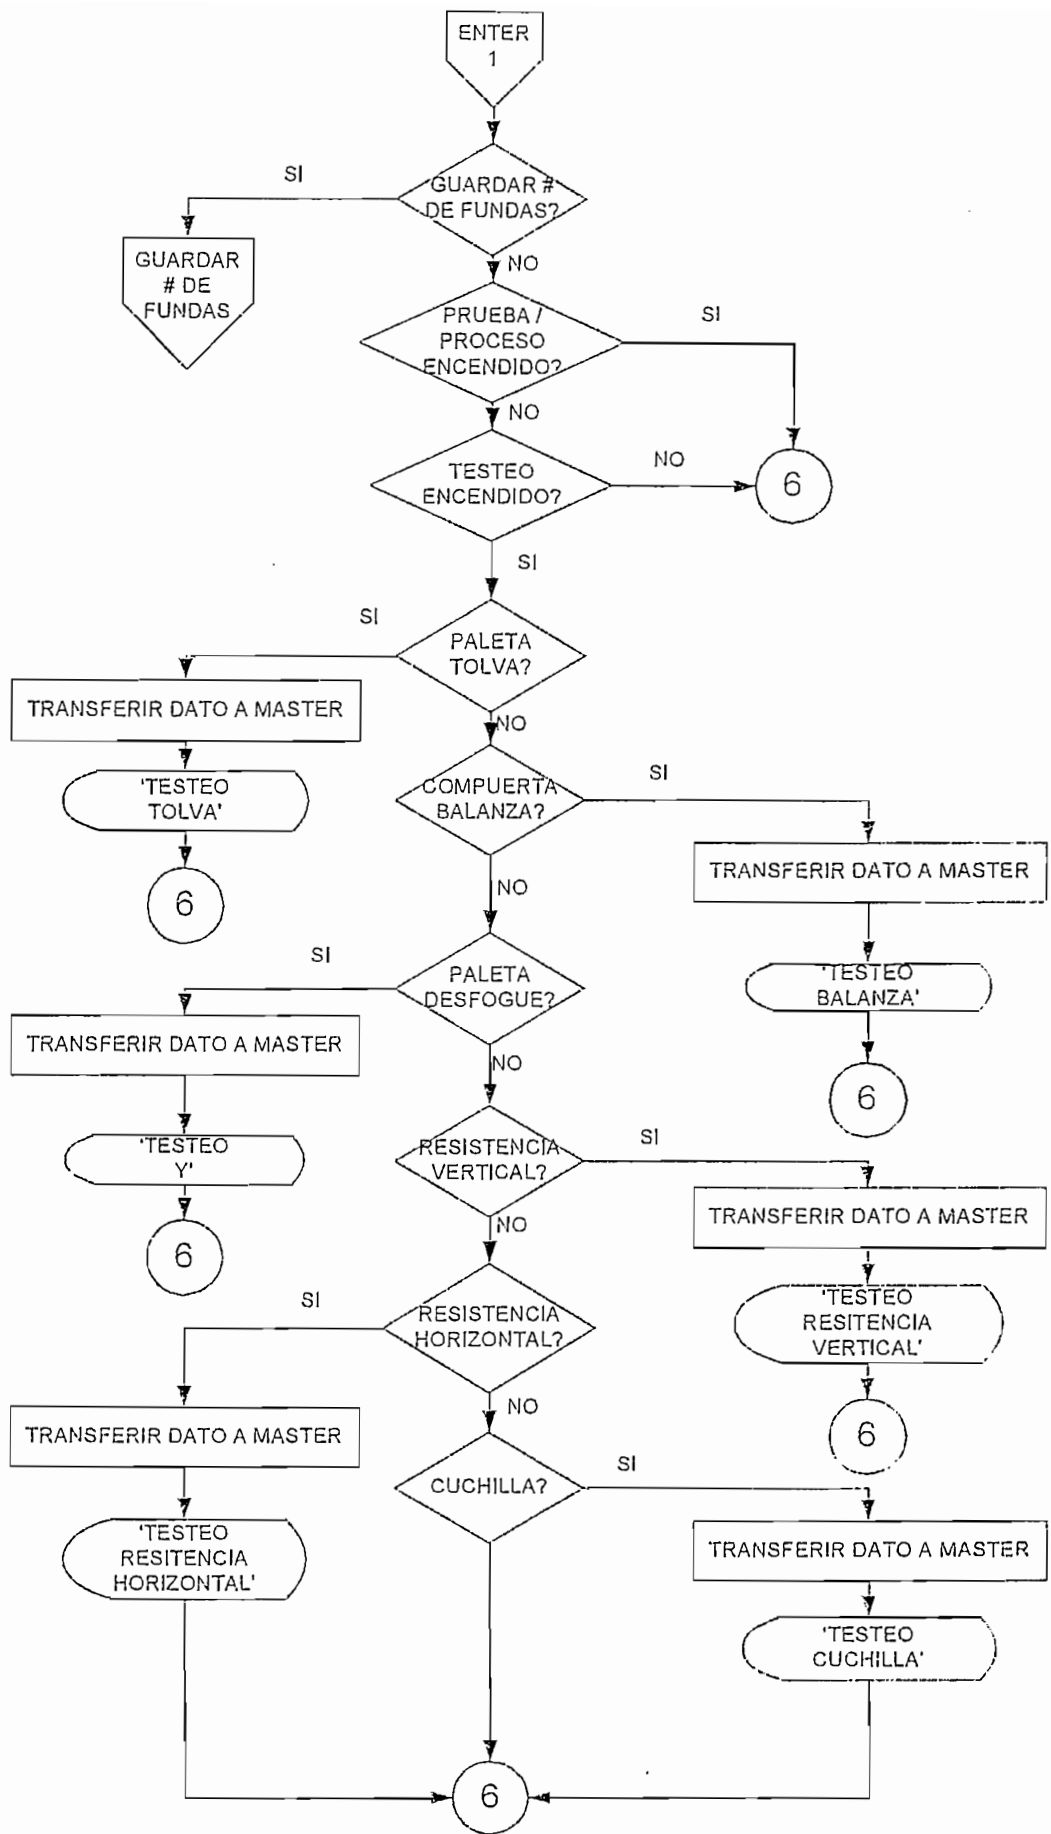 ENTER
1
SI
GUARDAR #
DE FUNDAS?
GUARDAR
# DE
FUNDAS
NO
PRUEBA /
PROCESO
ENCENDIDO?
SI
NO
TESTEO
ENCENDIDO?
NO
6
SI
SI
PALETA
TOLVA?
TRANSFERIR DATO A MASTER
NO
'TESTEO
TOLVA'
COMPUERTA
BALANZA?
SI
TRANSFERIR DATO A MASTER
6
NO
SI
PALETA
DESFOGUE?
'TESTEO
BALANZA'
TRANSFERIR DATO A MASTER
NO
6
'TESTEO
Y'
RESISTENCIA
VERTICAL?
SI
TRANSFERIR DATO A MASTER
6
NO
SI
RESISTENCIA
HORIZONTAL?
'TESTEO
RESITENCIA
VERTICAL'
NO
TRANSFERIR DATO A MASTER
6
CUCHILLA?
SI
'TESTEO
RESITENCIA
HORIZONTAL'
TRANSFERIR DATO A MASTER
'TESTEO
CUCHILLA'
6